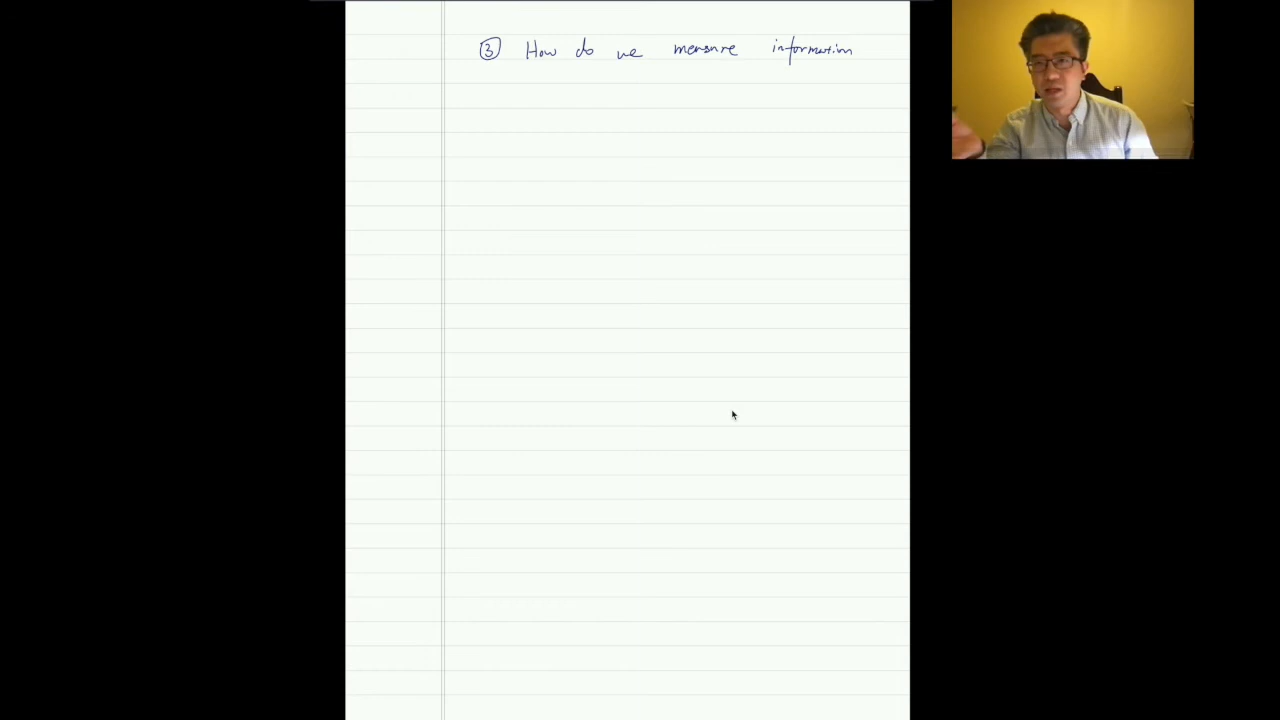 ③ How do we measure information